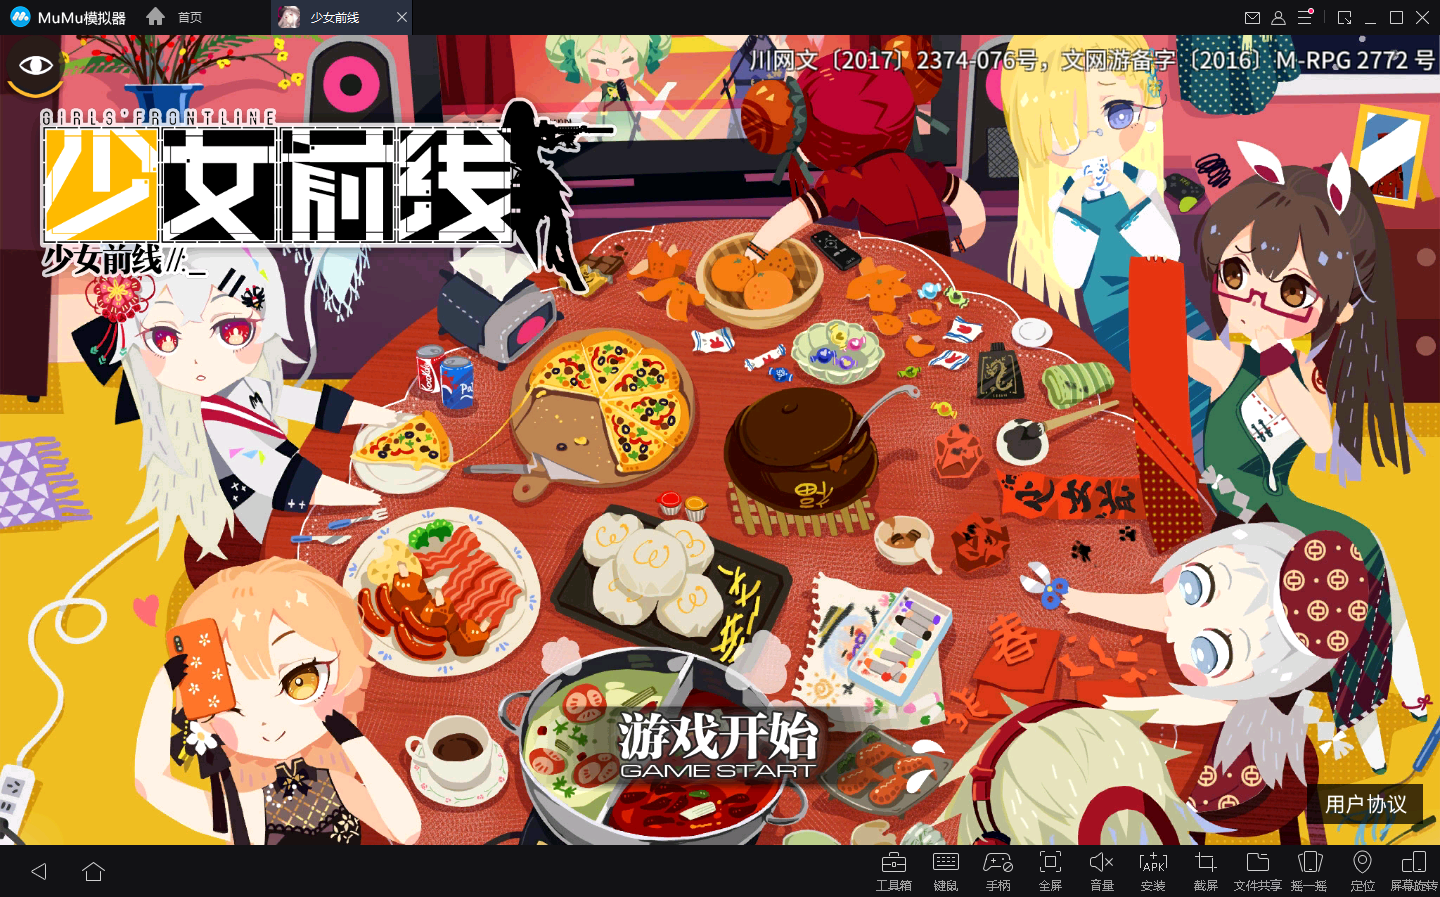 MuMu模拟器
首页
少女前线
川网文〔2017〕2374-076号，文网游备字〔2016〕M-RPG 2772 号
GIRLS' FRONTLINE
少女前线
少女前线//:_
M
福
春
游戏开始
GAME START
用户协议
工具箱
键鼠
手柄
全屏
音量
APK
安装
截屏
文件共享
摇一摇
定位
屏幕旋转